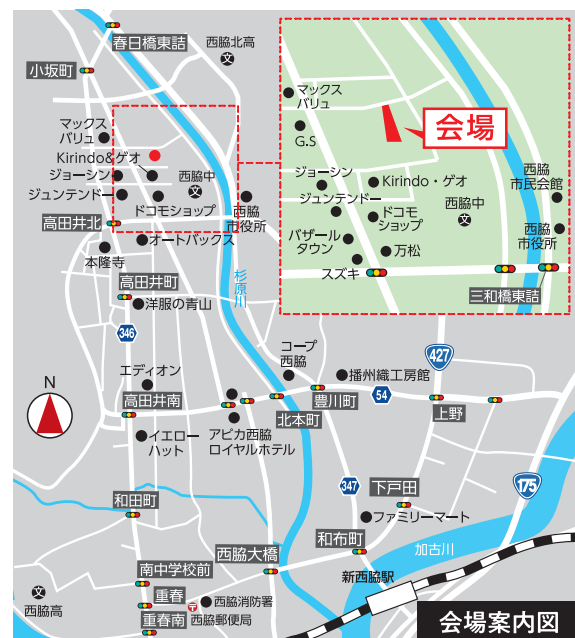 春日橋東詰
西脇北高
文
小坂町
マックス
バリュ
Kirindo&ゲオ
ジョーシン
ジュンテンドー
西脇中
文
ドコモショップ
西脇
市役所
高田井北
オートバックス
本隆寺
杉原川
高田井町
洋服の青山
346
エディオン
高田井南
コープ
西脇
播州織工房館
豊川町
54
427
上野
北本町
アピカ西脇
ロイヤルホテル
イエロー
ハット
347
下戸田
175
ファミリーマート
和田町
西脇大橋
和布町
加古川
新西脇駅
南中学校前
重春
西脇消防署
〒
西脇郵便局
重春南
文
西脇高
N
マックス
バリュ
G.S
会場
ジョーシン
Kirindo・ゲオ
ジュンテンドー
ドコモ
ショップ
西脇中
文
西脇
市民会館
バザール
タウン
万松
スズキ
西脇
市役所
三和橋東詰
会場案内図